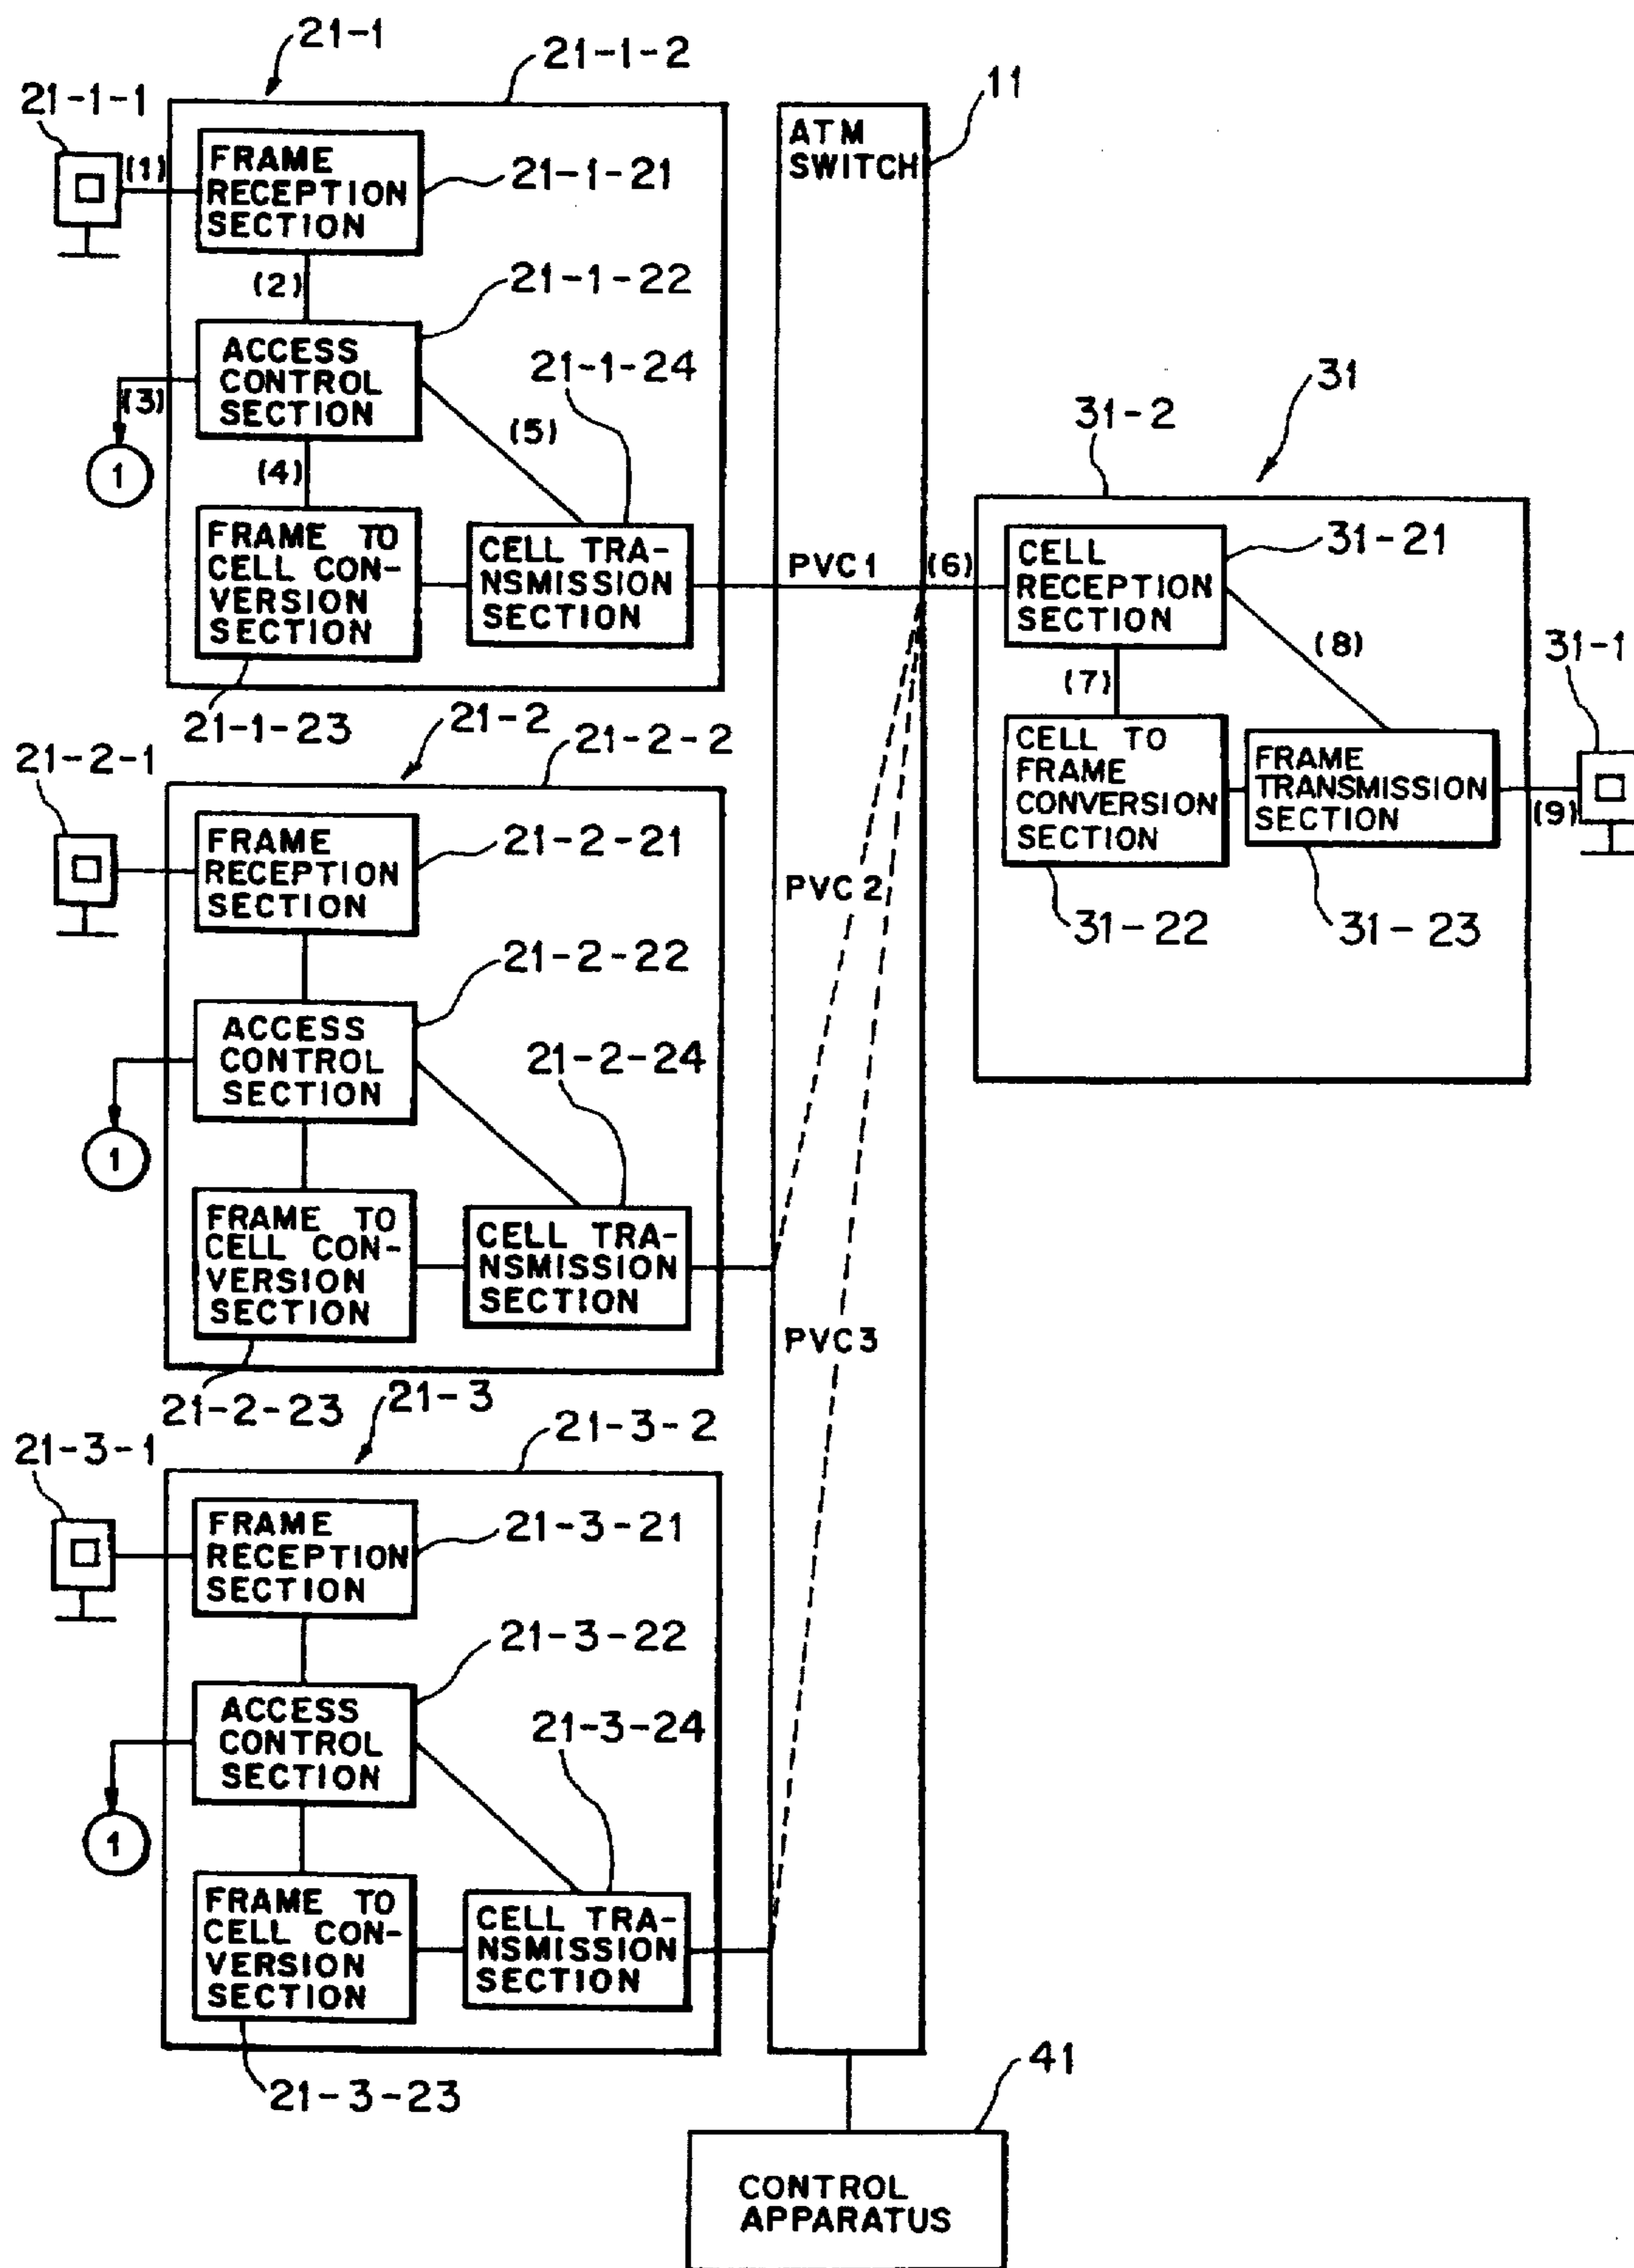 21-1
21-1-2
11
21-1-1
(1)
FRAME
RECEPTION
SECTION
21-1-21
ATM
SWITCH
(2)
21-1-22
ACCESS
CONTROL
SECTION
21-1-24
(3)
1
(4)
(5)
FRAME TO
CELL CON-
VERSION
SECTION
CELL TRA-
NSMISSION
SECTION
21-1-23
PVC1
(6)
31
31-2
CELL
RECEPTION
SECTION
31-21
(7)
(8)
31-1
CELL TO
FRAME
CONVERSION
SECTION
FRAME
TRANSMISSION
SECTION
(9)
31-22
31-23
21-2
21-2-2
21-2-1
FRAME
RECEPTION
SECTION
21-2-21
PVC2
21-2-22
ACCESS
CONTROL
SECTION
21-2-24
1
FRAME TO
CELL CON-
VERSION
SECTION
CELL TRA-
NSMISSION
SECTION
21-2-23
PVC3
21-3
21-3-2
21-3-1
FRAME
RECEPTION
SECTION
21-3-21
21-3-22
ACCESS
CONTROL
SECTION
21-3-24
1
FRAME TO
CELL CON-
VERSION
SECTION
CELL TRA-
NSMISSION
SECTION
21-3-23
41
CONTROL
APPARATUS